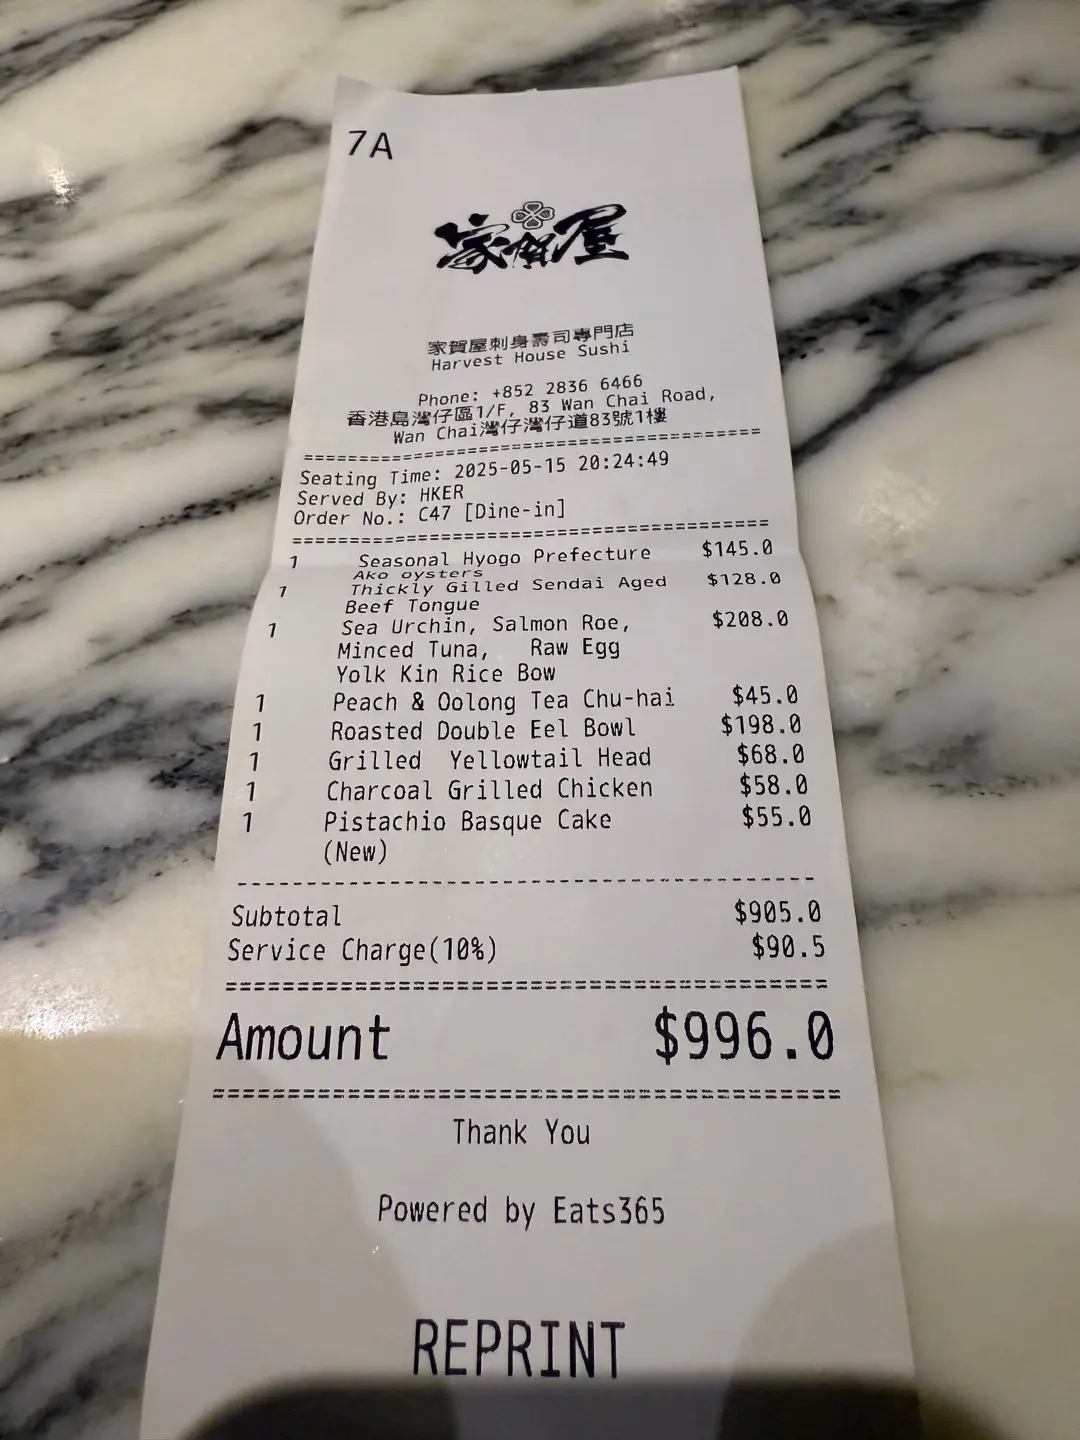 7A
家賀屋
家賀屋刺身壽司專門店
Harvest House Sushi
Phone: +852 2836 6466
香港島灣仔區1/F, 83 Wan Chai Road,
Wan Chai灣仔灣仔道83號1樓
Seating Time: 2025-05-15 20:24:49
Served By: HKER
Order No.: C47 [Dine-in]
1 Seasonal Hyogo Prefecture $145.0
Ako oysters
1 Thickly Gilled Sendai Aged $128.0
Beef Tongue
1 Sea Urchin, Salmon Roe, $208.0
Minced Tuna, Raw Egg
Yolk Kin Rice Bow
1 Peach & Oolong Tea Chu-hai $45.0
1 Roasted Double Eel Bowl $198.0
1 Grilled Yellowtail Head $68.0
1 Charcoal Grilled Chicken $58.0
1 Pistachio Basque Cake $55.0
(New)
Subtotal $905.0
Service Charge(10%) $90.5
Amount $996.0
Thank You
Powered by Eats365
REPRINT